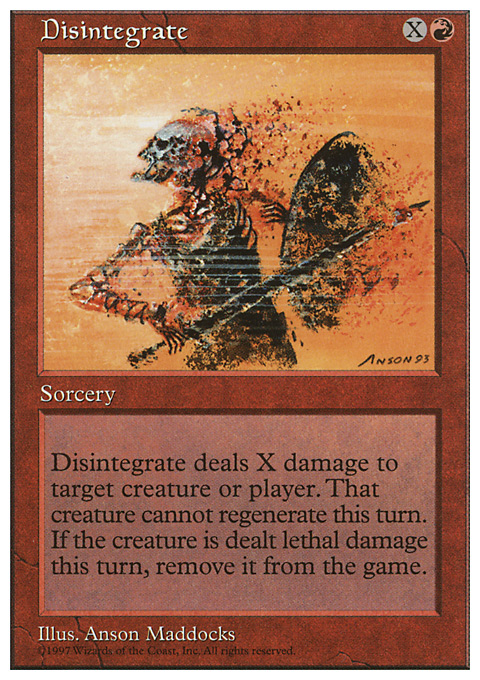 Disintegrate X
ANSON 93
Sorcery
Disintegrate deals X damage to
target creature or player. That
creature cannot regenerate this turn.
If the creature is dealt lethal damage
this turn, remove it from the game.
Illus. Anson Maddocks
©1997 Wizards of the Coast, Inc. All rights reserved.